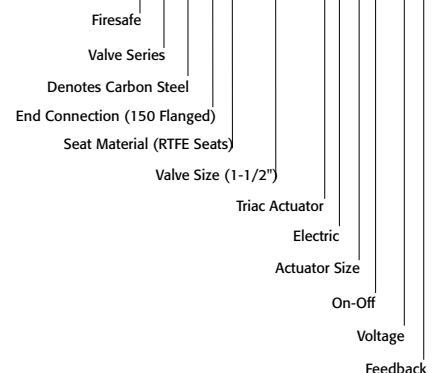 Firesafe
Valve Series
Denotes Carbon Steel
End Connection (150 Flanged)
Seat Material (RTFE Seats)
Valve Size (1-1/2")
Triac Actuator
Electric
Actuator Size
On-Off
Voltage
Feedback